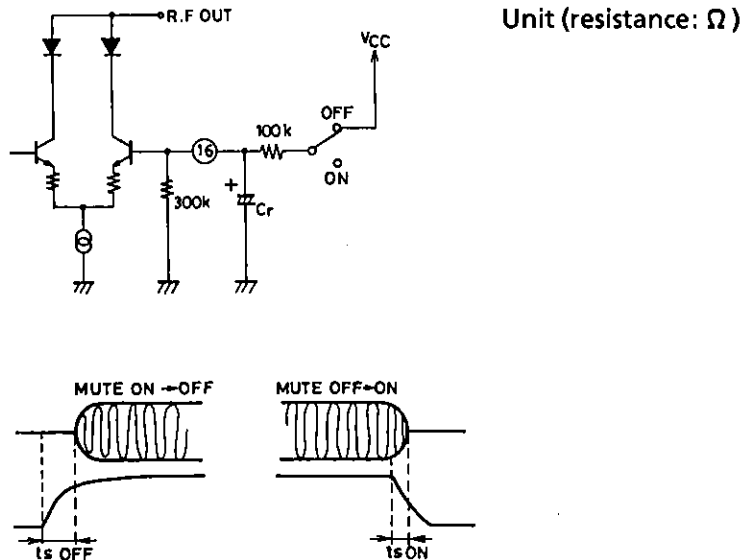 R.F OUT
Unit (resistance: Ω)
VCC
OFF
100k
16
ON
+
300k
Cr
MUTE ON → OFF
MUTE OFF→ON
ts OFF
ts ON